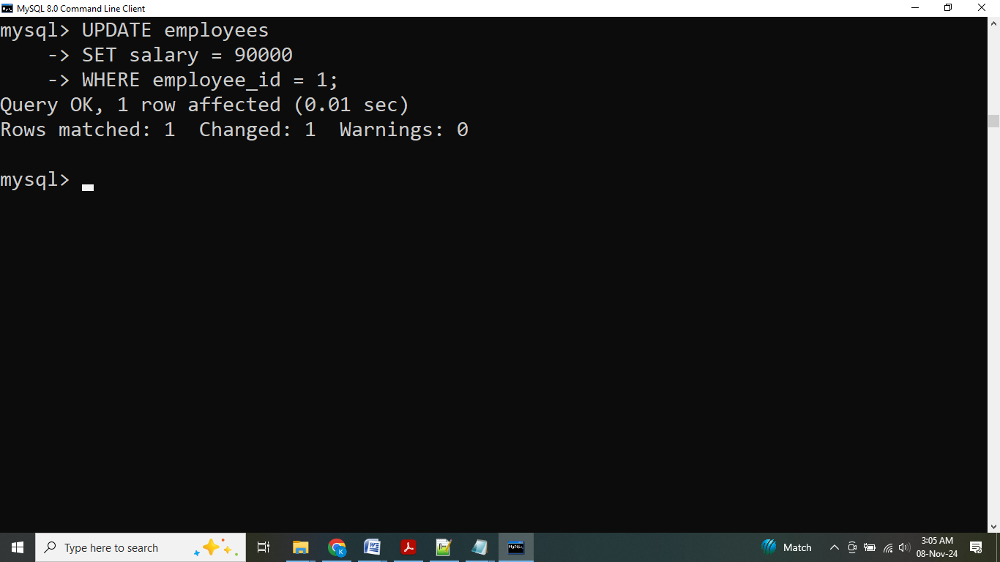 MySQL 8.0 Command Line Client
mysql> UPDATE employees
    -> SET salary = 90000
    -> WHERE employee_id = 1;
Query OK, 1 row affected (0.01 sec)
Rows matched: 1  Changed: 1  Warnings: 0
mysql>
Type here to search
Match
3:05 AM
08-Nov-24